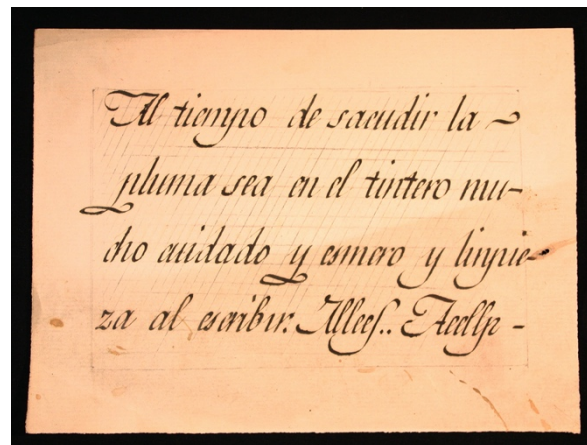 Al tiempo de sacudir la
pluma sea en el tintero mu-
cho cuidado y esmero y limpie-
za al escribir.